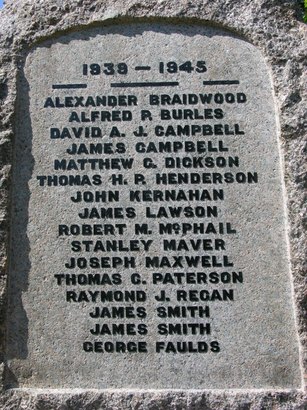 1939 - 1945
ALEXANDER BRAIDWOOD
ALFRED P. BURLES
DAVID A. J. CAMPBELL
JAMES CAMPBELL
MATTHEW G. DICKSON
THOMAS H. P. HENDERSON
JOHN KERNAHAN
JAMES LAWSON
ROBERT M. McPHAIL
STANLEY MAVER
JOSEPH MAXWELL
THOMAS C. PATERSON
RAYMOND J. REGAN
JAMES SMITH
JAMES SMITH
GEORGE FAULDS